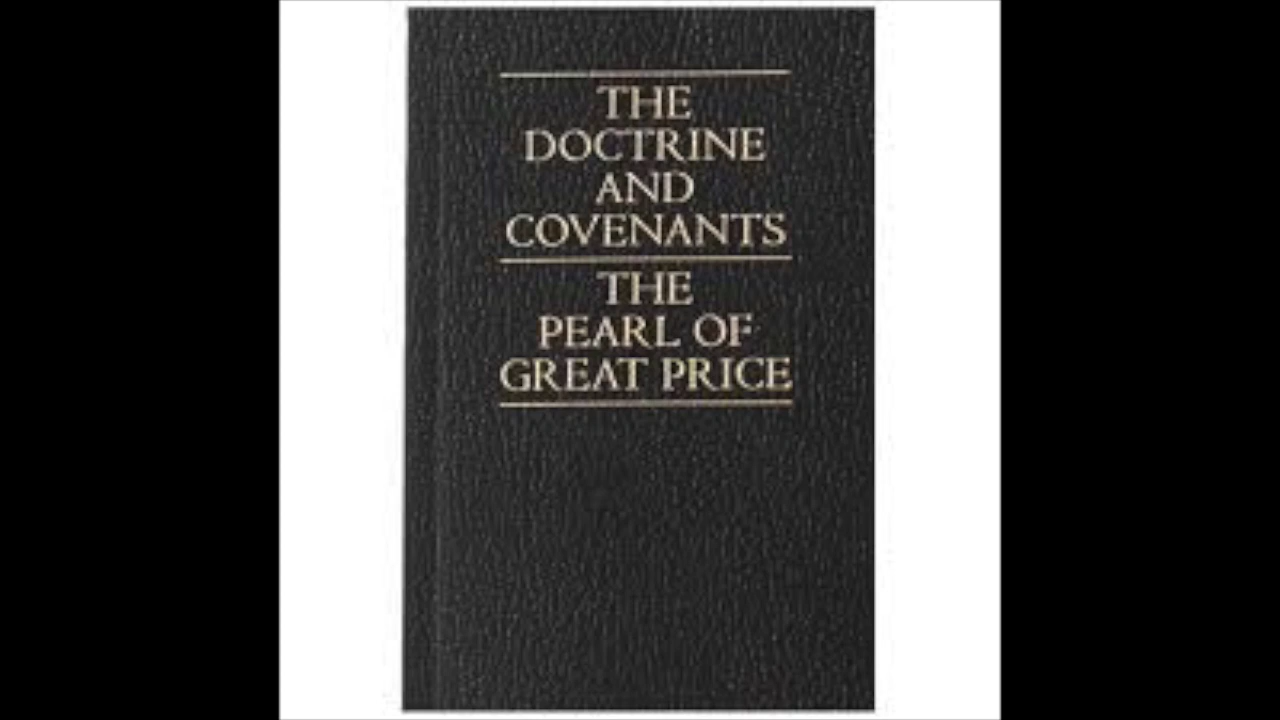 THE
DOCTRINE
AND
COVENANTS
THE
PEARL OF
GREAT PRICE